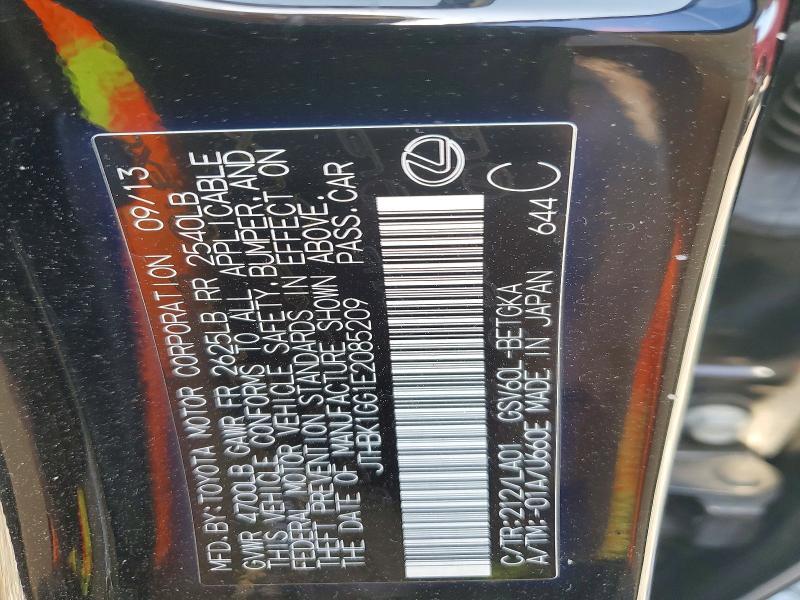 MFD. BY: TOYOTA MOTOR CORPORATION 09/13
GVWR 4700LB GAWR FR 2625LB RR 2540LB
THIS VEHICLE CONFORMS TO ALL APPLICABLE
FEDERAL MOTOR VEHICLE SAFETY, BUMPER, AND
THEFT PREVENTION STANDARDS IN EFFECT ON
THE DATE OF MANUFACTURE SHOWN ABOVE.
JTHBK1GG1E2085209 PASS. CAR
C/TR:212/LA01 GSV60L-BETGKA
A/TM:-01A/U660E MADE IN JAPAN 644 C